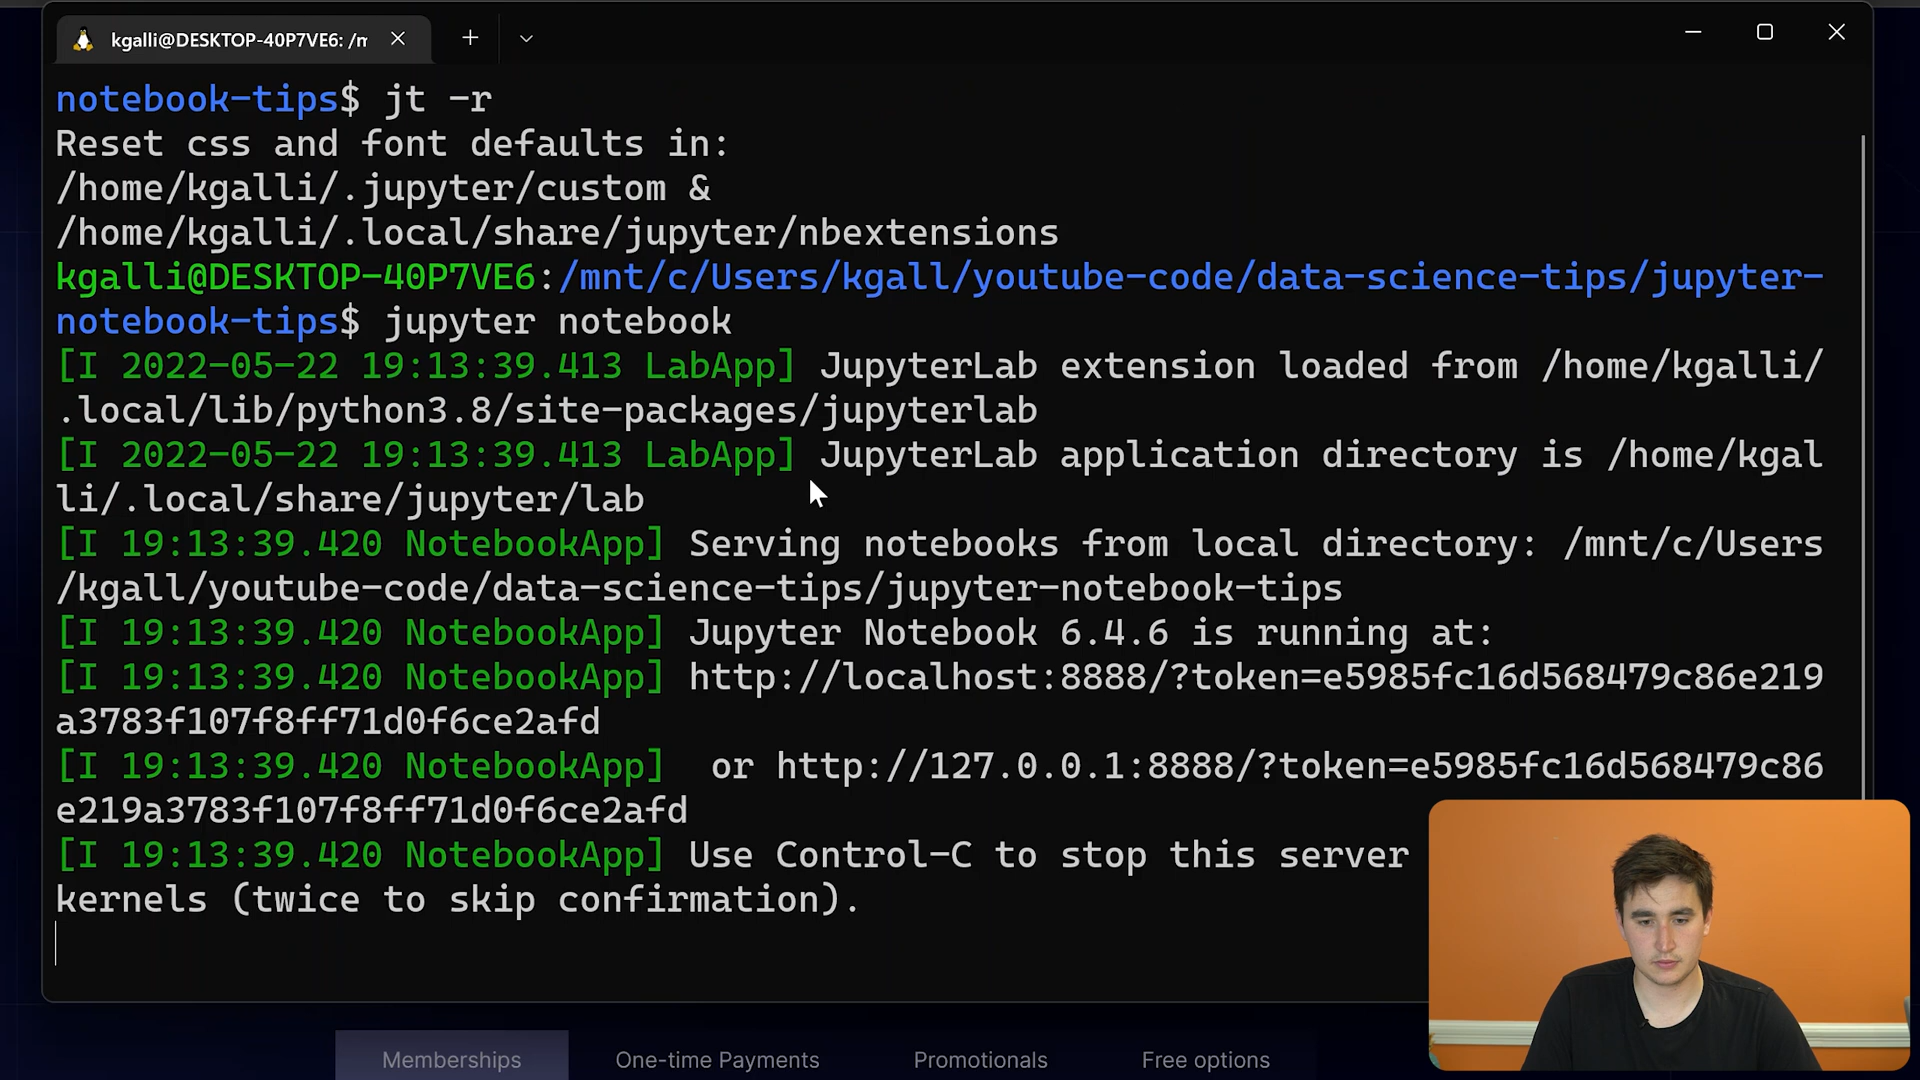 kgalli@DESKTOP-40P7VE6: /m
notebook-tips$ jt -r
Reset css and font defaults in:
/home/kgalli/.jupyter/custom &
/home/kgalli/.local/share/jupyter/nbextensions
kgalli@DESKTOP-40P7VE6:/mnt/c/Users/kgall/youtube-code/data-science-tips/jupyter-
notebook-tips$ jupyter notebook
[I 2022-05-22 19:13:39.413 LabApp] JupyterLab extension loaded from /home/kgalli/
.local/lib/python3.8/site-packages/jupyterlab
[I 2022-05-22 19:13:39.413 LabApp] JupyterLab application directory is /home/kgal
li/.local/share/jupyter/lab
[I 19:13:39.420 NotebookApp] Serving notebooks from local directory: /mnt/c/Users
/kgall/youtube-code/data-science-tips/jupyter-notebook-tips
[I 19:13:39.420 NotebookApp] Jupyter Notebook 6.4.6 is running at:
[I 19:13:39.420 NotebookApp] http://localhost:8888/?token=e5985fc16d568479c86e219
a3783f107f8ff71d0f6ce2afd
[I 19:13:39.420 NotebookApp]  or http://127.0.0.1:8888/?token=e5985fc16d568479c86
e219a3783f107f8ff71d0f6ce2afd
[I 19:13:39.420 NotebookApp] Use Control-C to stop this server
kernels (twice to skip confirmation).
Memberships One-time Payments Promotionals Free options